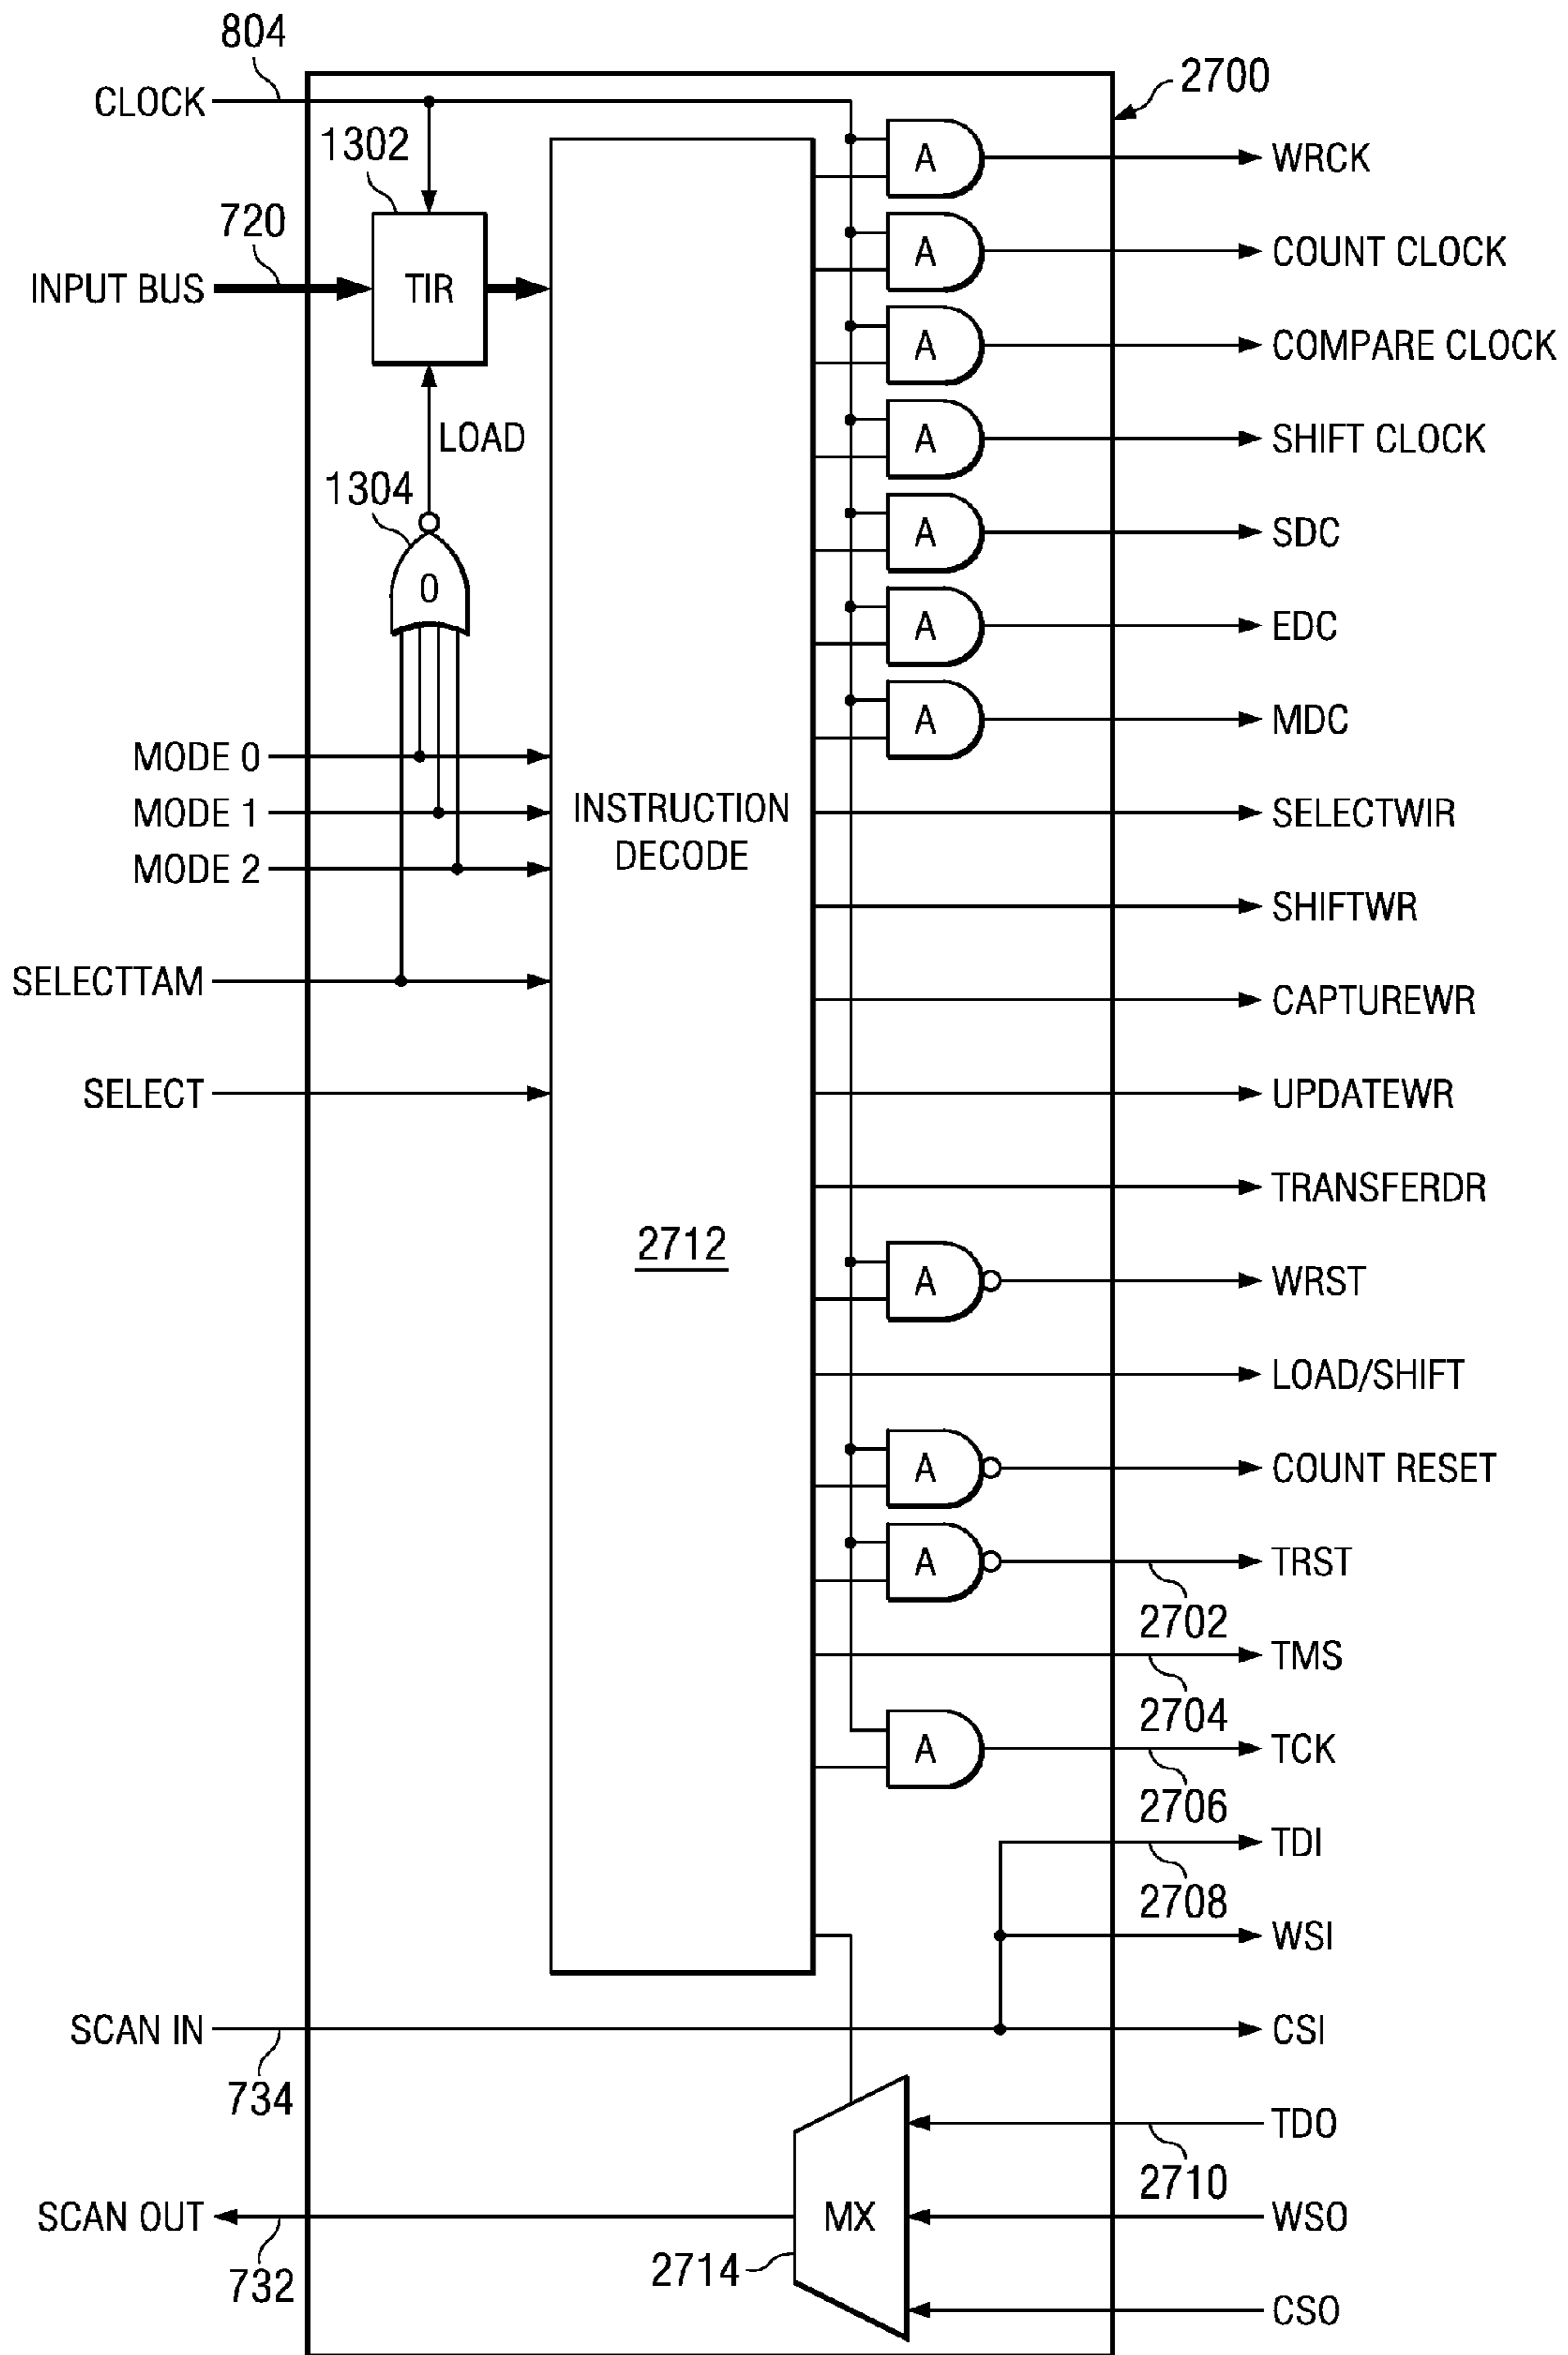 804
CLOCK
2700
1302
A
WRCK
720
INPUT BUS
TIR
A
COUNT CLOCK
A
COMPARE CLOCK
LOAD
A
SHIFT CLOCK
1304
A
SDC
0
A
EDC
A
MDC
MODE 0
MODE 1
MODE 2
INSTRUCTION
DECODE
SELECTWIR
SHIFTWR
SELECTTAM
CAPTUREWR
SELECT
UPDATEWR
TRANSFERDR
2712
A
WRST
LOAD/SHIFT
A
COUNT RESET
A
TRST
2702
TMS
2704
A
TCK
2706
TDI
2708
WSI
SCAN IN
734
CSI
TDO
2710
SCAN OUT
732
MX
2714
WSO
CSO